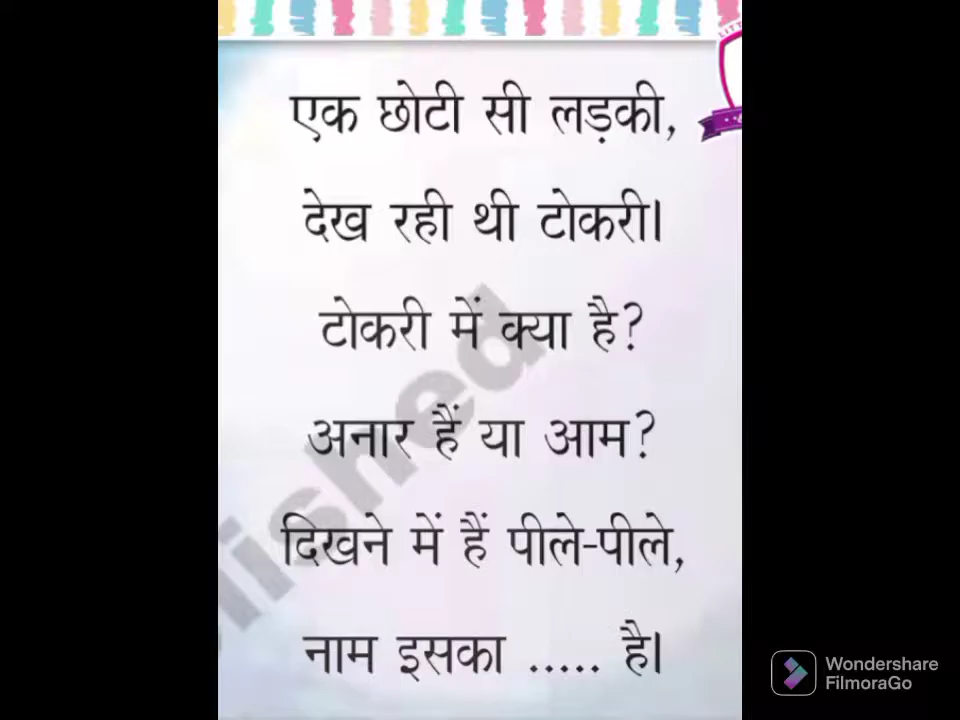 एक छोटी सी लड़की,
देख रही थी टोकरी।
टोकरी में क्या है?
अनार हैं या आम?
दिखने में हैं पीले-पीले,
नाम इसका ..... है।
Wondershare
FilmoraGo